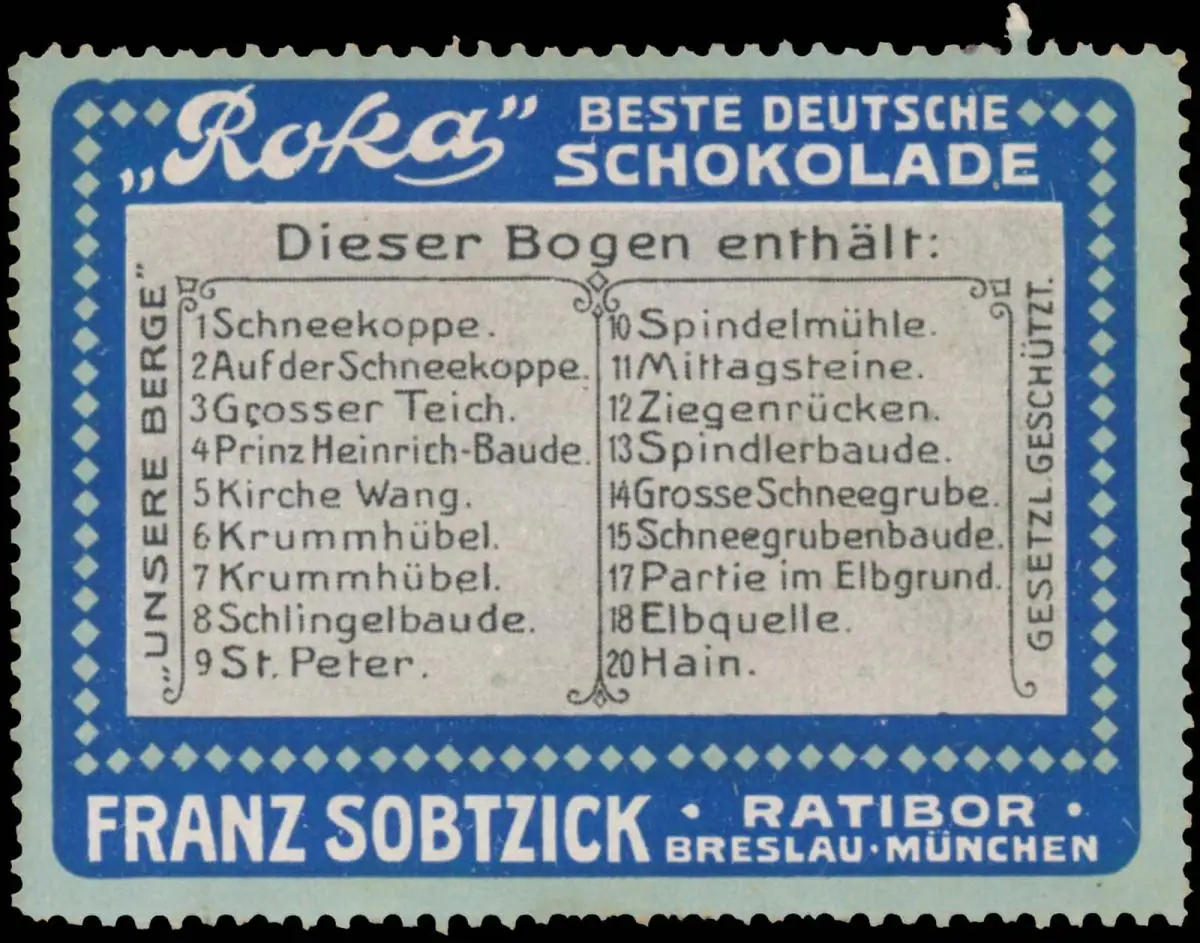 „Roka” BESTE DEUTSCHE
SCHOKOLADE
Dieser Bogen enthält:
„UNSERE BERGE”
1 Schneekoppe.
2 Auf der Schneekoppe.
3 Grosser Teich.
4 Prinz Heinrich-Baude.
5 Kirche Wang.
6 Krummhübel.
7 Krummhübel.
8 Schlingelbaude.
9 St. Peter.
10 Spindelmühle.
11 Mittagsteine.
12 Ziegenrücken.
13 Spindlerbaude.
14 Grosse Schneegrube.
15 Schneegrubenbaude.
17 Partie im Elbgrund.
18 Elbquelle.
20 Hain.
GESETZL. GESCHÜTZT.
FRANZ SOBTZICK • RATIBOR •
BRESLAU • MÜNCHEN